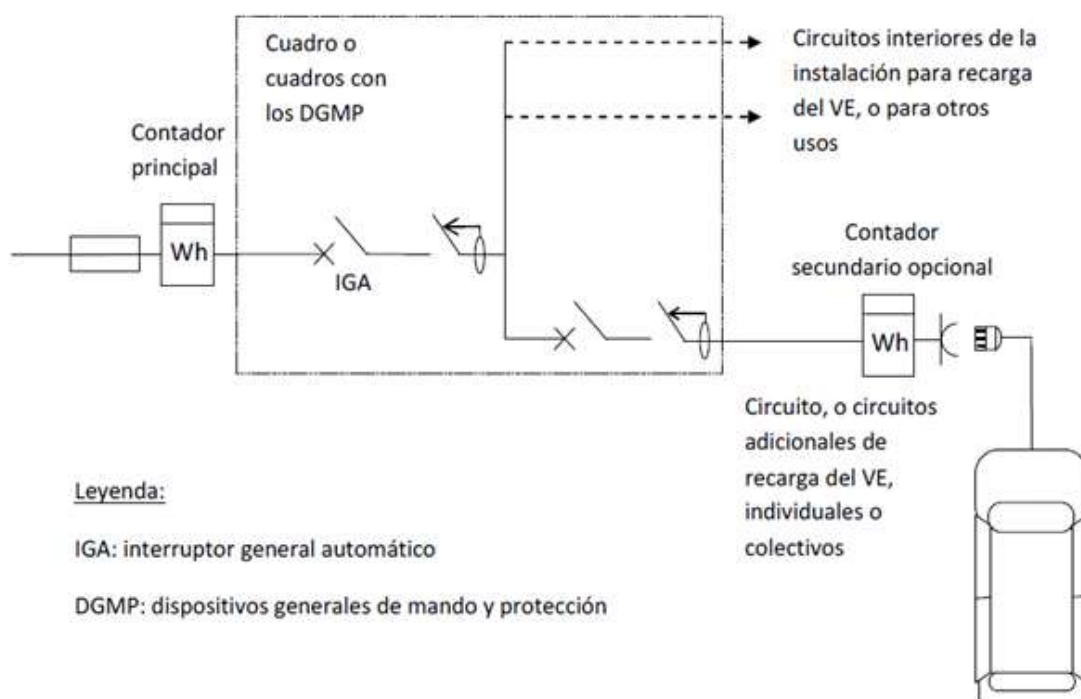 Cuadro o
cuadros con
los DGMP
Circuitos interiores de la
instalación para recarga
del VE, o para otros
usos
Contador
principal
Wh
IGA
Contador
secundario opcional
Wh
Circuito, o circuitos
adicionales de
recarga del VE,
individuales o
colectivos
Leyenda:
IGA: interruptor general automático
DGMP: dispositivos generales de mando y protección